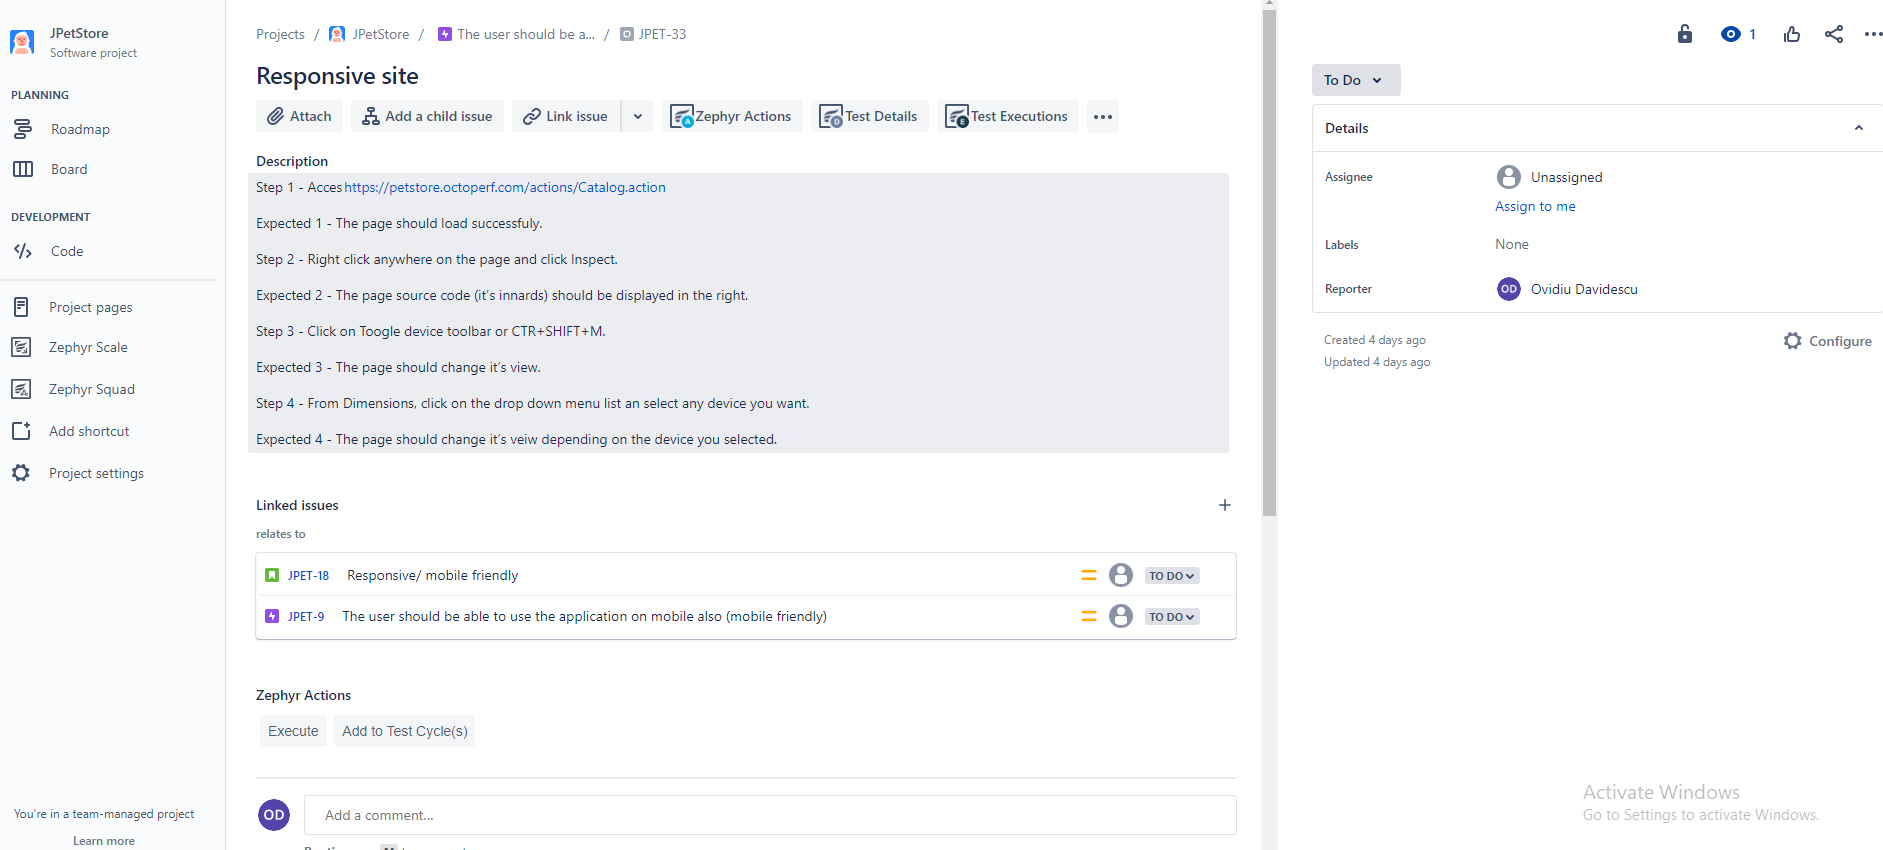 JPetStore
Software project
PLANNING
Roadmap
Board
DEVELOPMENT
Code
Project pages
Zephyr Scale
Zephyr Squad
Add shortcut
Project settings
You're in a team-managed project
Learn more
Projects / JPetStore / The user should be a... / JPET-33
Responsive site
Attach Add a child issue Link issue Zephyr Actions Test Details Test Executions
Description
Step 1 - Acces https://petstore.octoperf.com/actions/Catalog.action
Expected 1 - The page should load successfuly.
Step 2 - Right click anywhere on the page and click Inspect.
Expected 2 - The page source code (it's innards) should be displayed in the right.
Step 3 - Click on Toogle device toolbar or CTR+SHIFT+M.
Expected 3 - The page should change it's view.
Step 4 - From Dimensions, click on the drop down menu list an select any device you want.
Expected 4 - The page should change it's veiw depending on the device you selected.
Linked issues
relates to
JPET-18 Responsive/ mobile friendly TO DO
JPET-9 The user should be able to use the application on mobile also (mobile friendly) TO DO
Zephyr Actions
Execute Add to Test Cycle(s)
OD Add a comment...
1
To Do
Details
Assignee Unassigned
Assign to me
Labels None
Reporter OD Ovidiu Davidescu
Created 4 days ago
Configure
Updated 4 days ago
Activate Windows
Go to Settings to activate Windows.